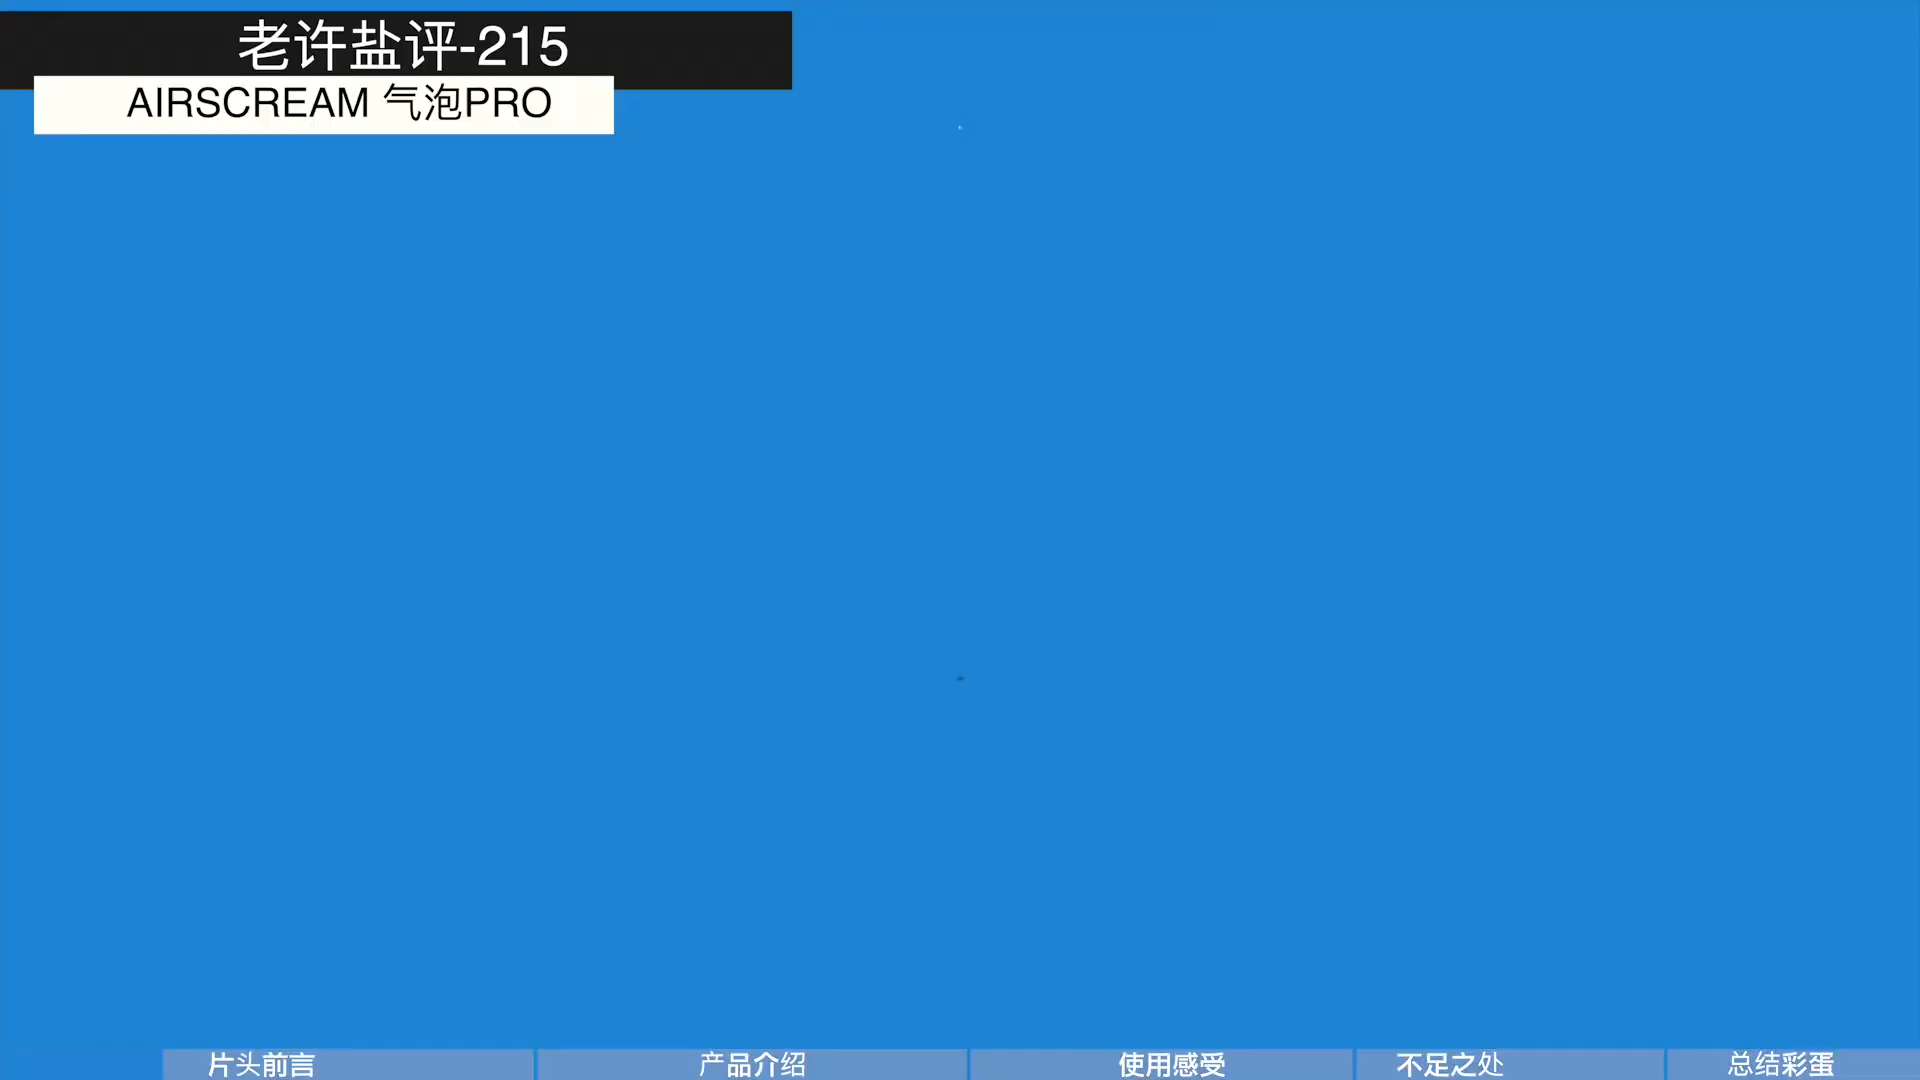 老许盐评-215
AIRSCREAM 气泡PRO
片头前言
产品介绍
使用感受
不足之处
总结彩蛋